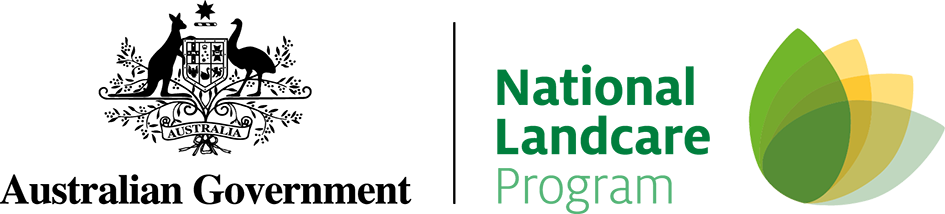 AUSTRALIA
Australian Government
National
Landcare
Program